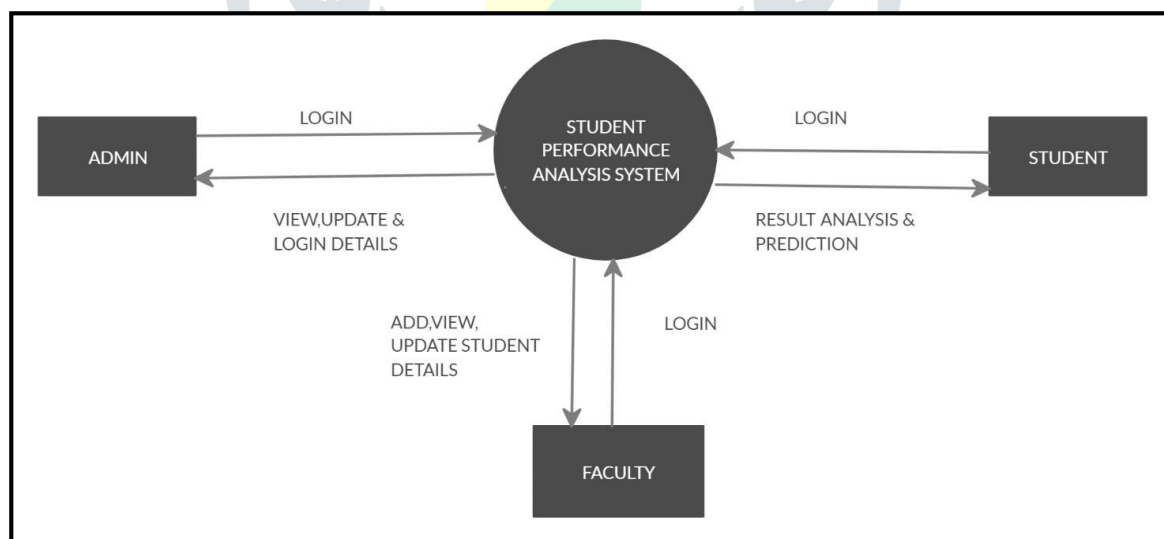 LOGIN
ADMIN
VIEW,UPDATE &
LOGIN DETAILS
STUDENT
PERFORMANCE
ANALYSIS SYSTEM
LOGIN
STUDENT
RESULT ANALYSIS &
PREDICTION
ADD,VIEW,
UPDATE STUDENT
DETAILS
LOGIN
FACULTY